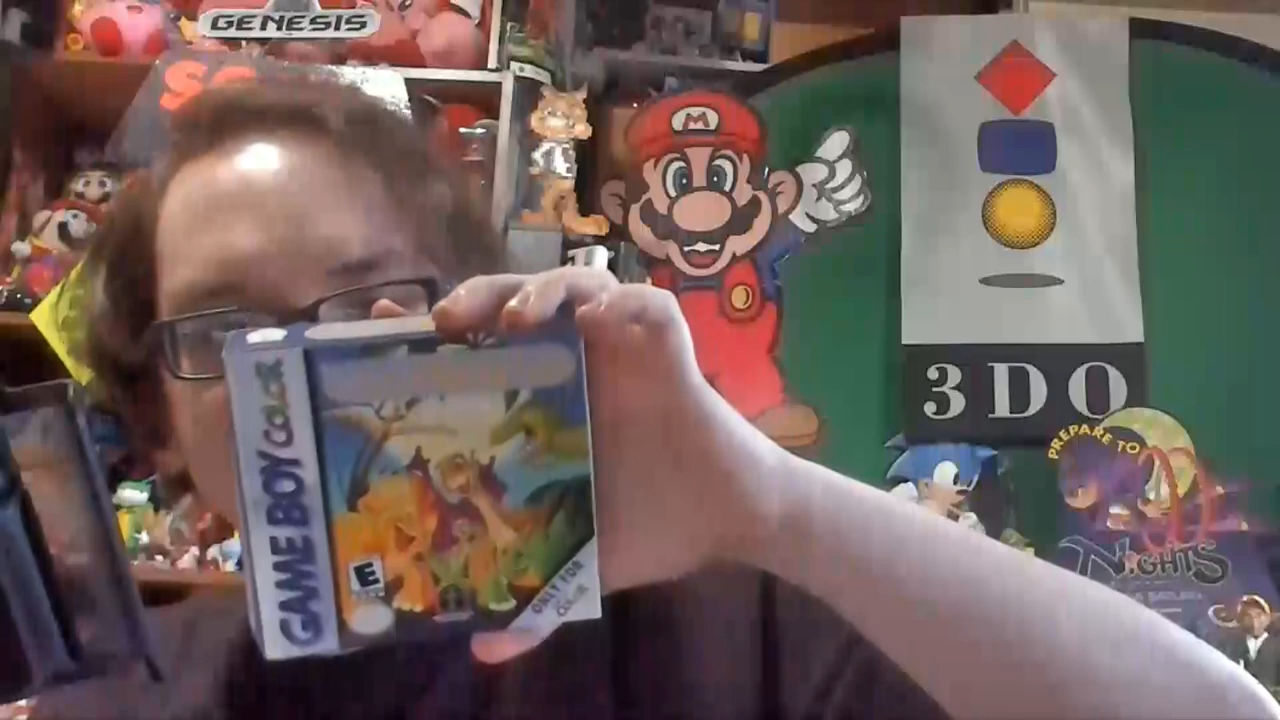 GENESIS
M
3DO
PREPARE TO
NiGHTS
GAME BOY COLOR
E
ONLY FOR
COLOR